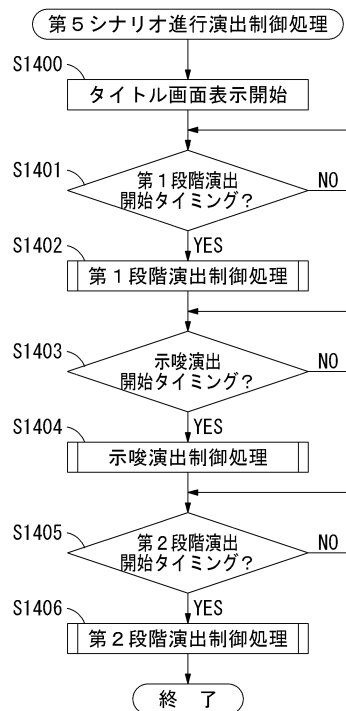 第5シナリオ進行演出制御処理
S1400
タイトル画面表示開始
S1401
第1段階演出
開始タイミング?
NO
YES
S1402
第1段階演出制御処理
S1403
示唆演出
開始タイミング?
NO
YES
S1404
示唆演出制御処理
S1405
第2段階演出
開始タイミング?
NO
YES
S1406
第2段階演出制御処理
終 了